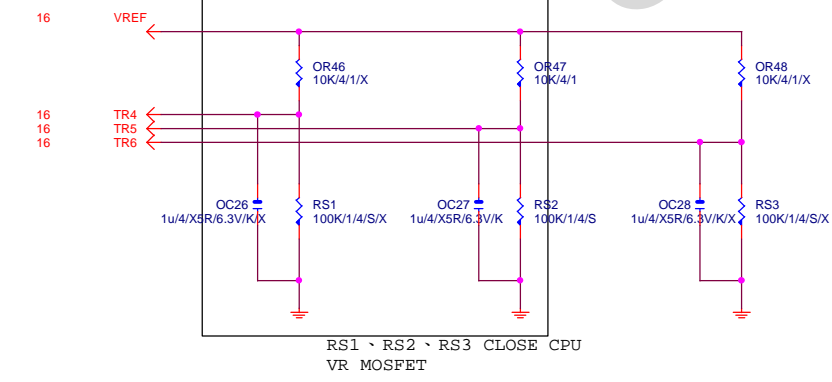 16 VREF
OR46
10K/4/1/X
OR47
10K/4/1
OR48
10K/4/1/X
16 TR4
16 TR5
16 TR6
OC26
1u/4/X5R/6.3V/K/X
RS1
100K/1/4/S/X
OC27
1u/4/X5R/6.3V/K
RS2
100K/1/4/S
OC28
1u/4/X5R/6.3V/K/X
RS3
100K/1/4/S/X
RS1、RS2、RS3 CLOSE CPU
VR MOSFET